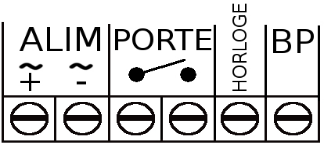 ALIM PORTE HORLOGE BP
~ ~
+ -